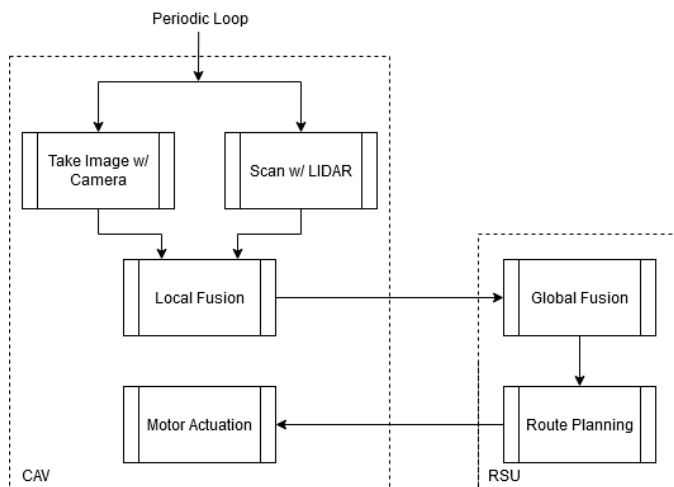 Periodic Loop
Take Image w/
Camera
Scan w/ LIDAR
Local Fusion
Global Fusion
Motor Actuation
Route Planning
CAV
RSU